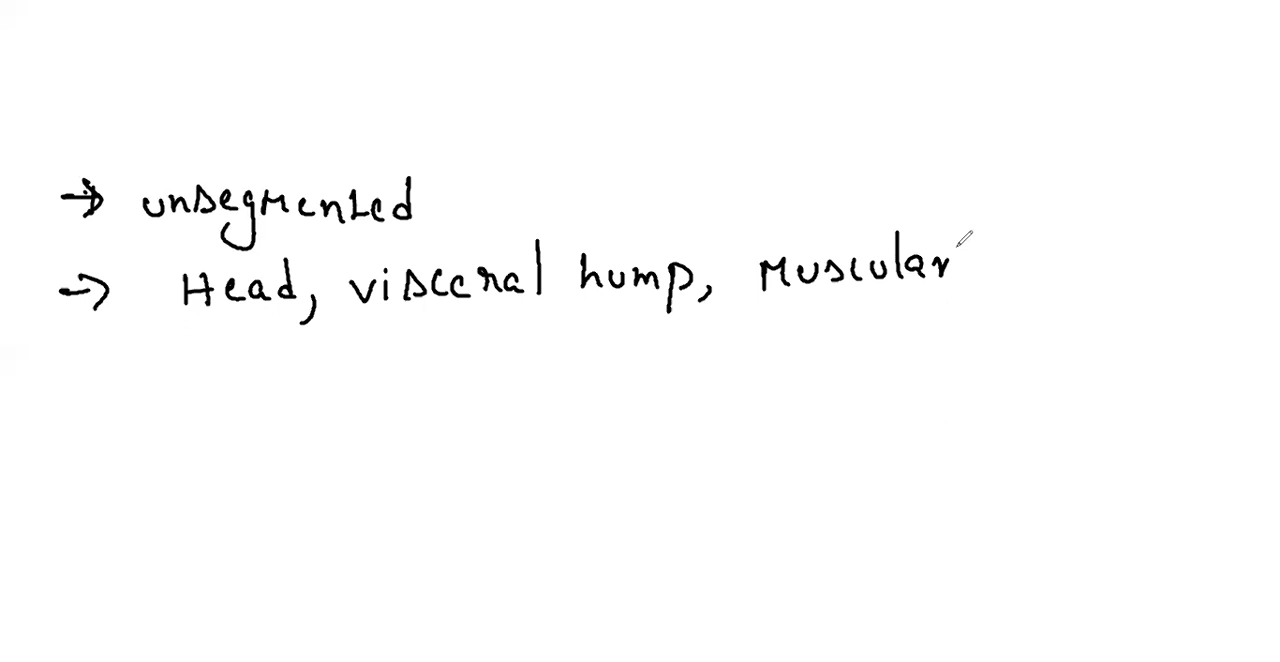 → unsegmented
→ Head, visceral hump, Muscular